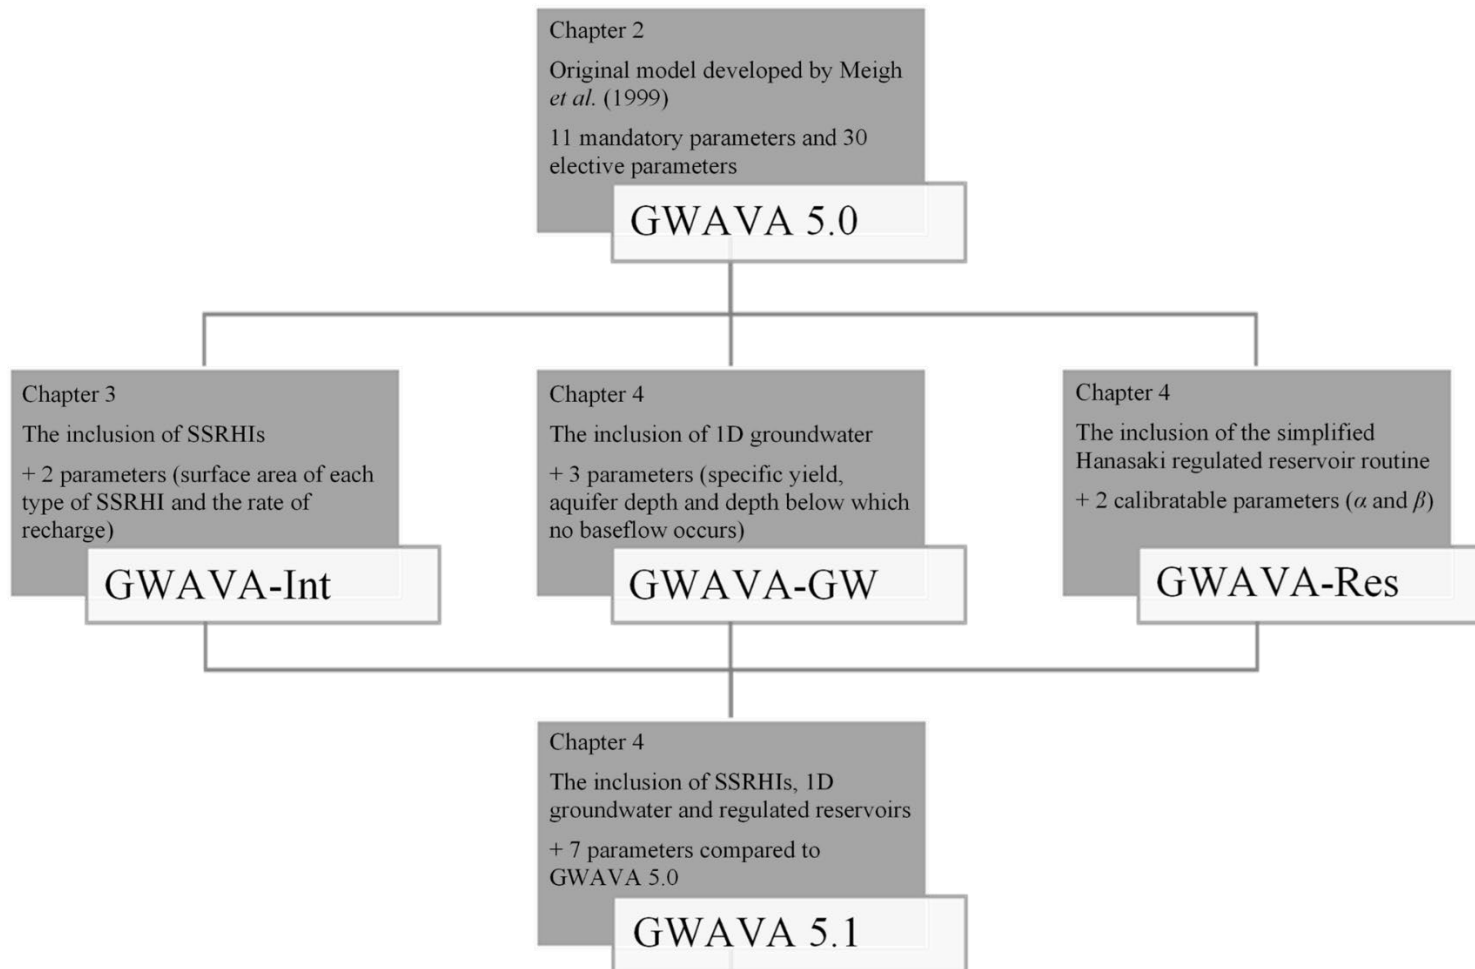 Chapter 2
Original model developed by Meigh
et al. (1999)
11 mandatory parameters and 30
elective parameters
GWAVA 5.0
Chapter 3
The inclusion of SSRHIs
+ 2 parameters (surface area of each
type of SSRHI and the rate of
recharge)
GWAVA-Int
Chapter 4
The inclusion of 1D groundwater
+ 3 parameters (specific yield,
aquifer depth and depth below which
no baseflow occurs)
GWAVA-GW
Chapter 4
The inclusion of the simplified
Hanasaki regulated reservoir routine
+ 2 calibratable parameters (α and β)
GWAVA-Res
Chapter 4
The inclusion of SSRHIs, 1D
groundwater and regulated reservoirs
+ 7 parameters compared to
GWAVA 5.0
GWAVA 5.1